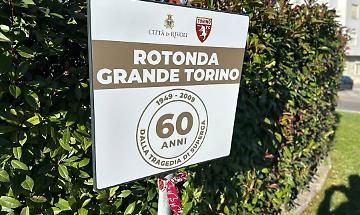 CITTÀ DI RIVOLI
TORINO
ROTONDA
GRANDE TORINO
1949 - 2009
60
ANNI
DALLA TRAGEDIA DI SUPERGA